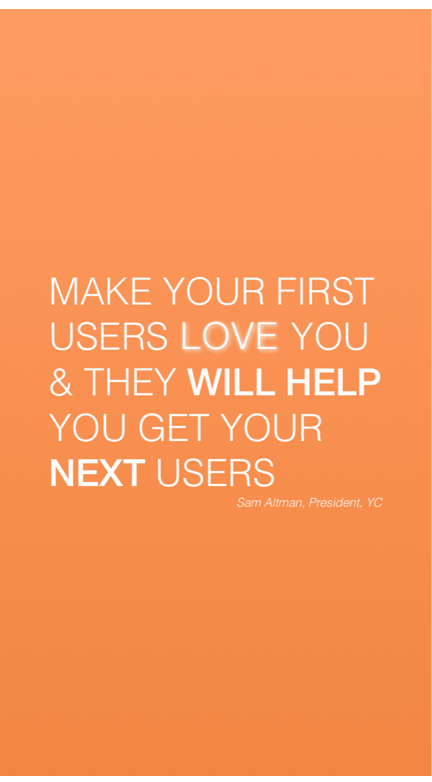 MAKE YOUR FIRST
USERS LOVE YOU
& THEY WILL HELP
YOU GET YOUR
NEXT USERS
Sam Altman, President, YC